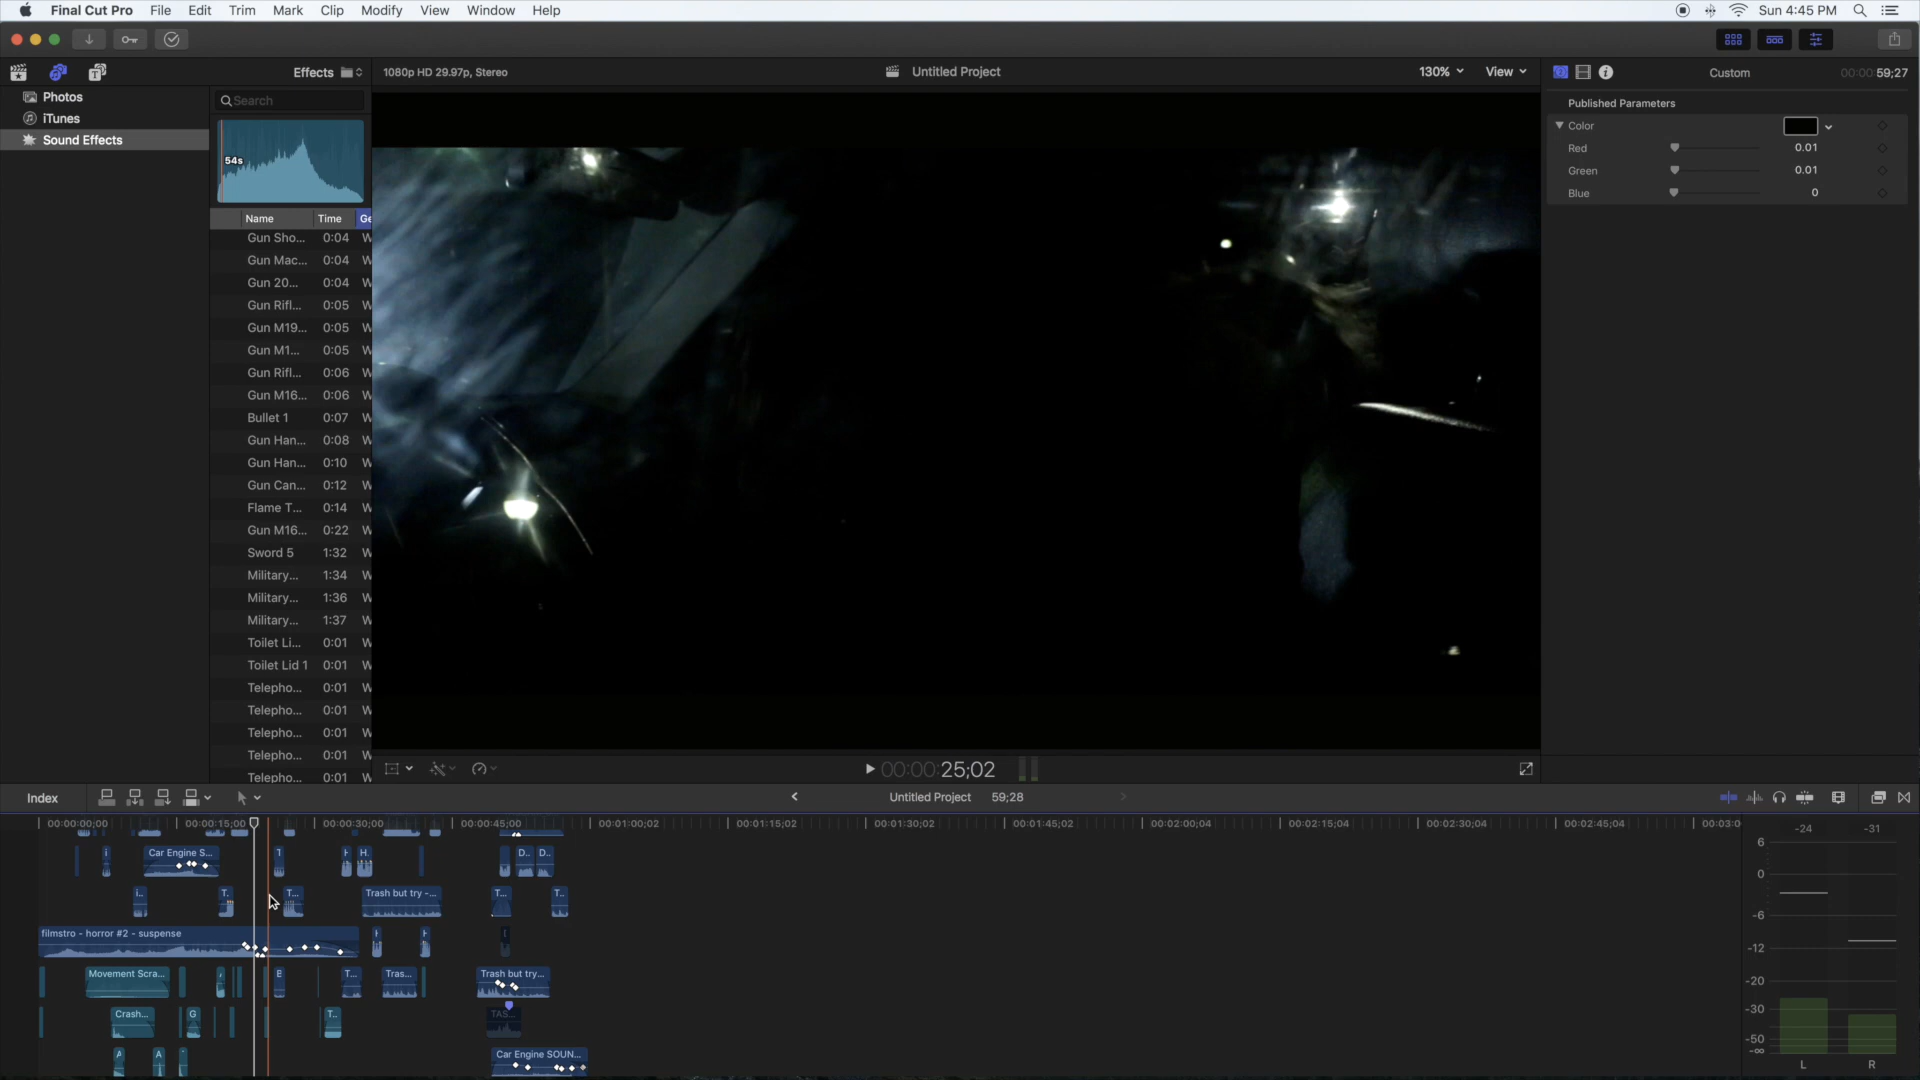 Final Cut Pro File Edit Trim Mark Clip Modify View Window Help Sun 4:45 PM
Effects 1080p HD 29.97p, Stereo Untitled Project 130% View Custom 00:00:59;27
Photos
iTunes
Sound Effects
Search
54s
Name Time Ge
Gun Sho... 0:04 W
Gun Mac... 0:04 W
Gun 20... 0:04 W
Gun Rifl... 0:05 W
Gun M19... 0:05 W
Gun M1... 0:05 W
Gun Rifl... 0:06 W
Gun M16... 0:06 W
Bullet 1 0:07 W
Gun Han... 0:08 W
Gun Han... 0:10 W
Gun Can... 0:12 W
Flame T... 0:14 W
Gun M16... 0:22 W
Sword 5 1:32 W
Military... 1:34 W
Military... 1:36 W
Military... 1:37 W
Toilet Li... 0:01 W
Toilet Lid 1 0:01 W
Telepho... 0:01 W
Telepho... 0:01 W
Telepho... 0:01 W
Telepho... 0:01 W
Telepho... 0:01 W
Published Parameters
Color
Red 0.01
Green 0.01
Blue 0
00:00:25;02
Index Untitled Project 59;28
00:00:00;00 00:00:15;00 00:00:30;00 00:00:45;00 00:01:00;02 00:01:15;02 00:01:30;02 00:01:45;02 00:02:00;04 00:02:15;04 00:02:30;04 00:02:45;04 00:03:0
Car Engine S... T H H. D.. D..
i.. T. T... Trash but try -... T... T..
filmstro - horror #2 - suspense
Movement Scra... E T... Tras... Trash but try...
Crash... G T.. TAS...
A A Car Engine SOUN...
-24 -31
6
0
-6
-12
-20
-30
-50
-∞
L R